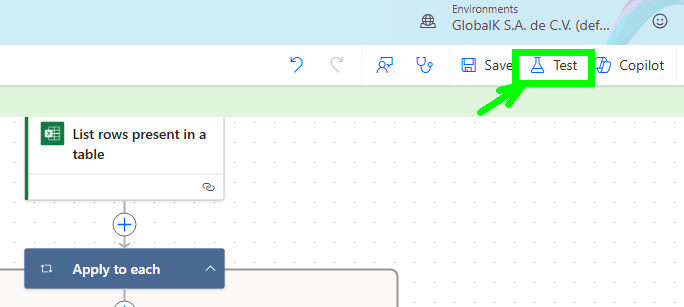 Environments
GlobalK S.A. de C.V. (def...
Save
Test
Copilot
List rows present in a
table
Apply to each